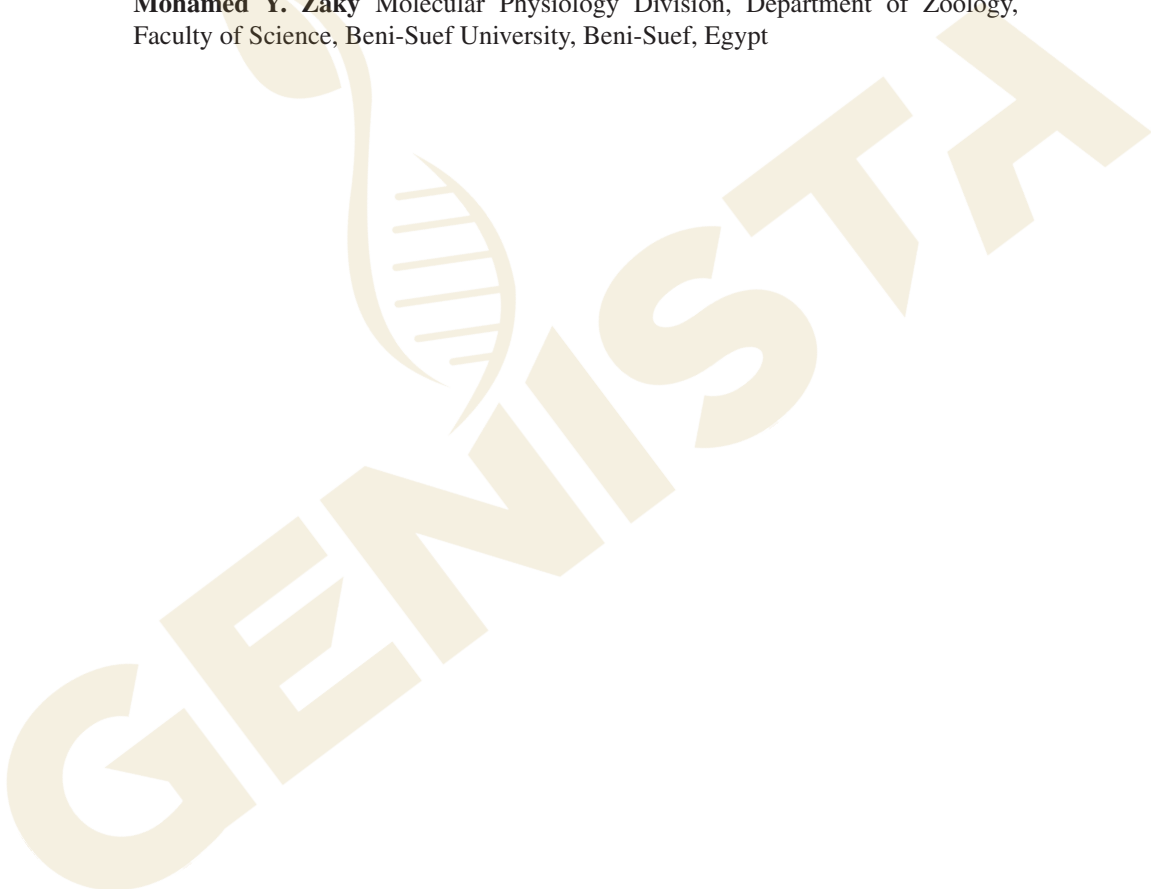 Mohamed Y. Zaky Molecular Physiology Division, Department of Zoology,
Faculty of Science, Beni-Suef University, Beni-Suef, Egypt
GENISTA